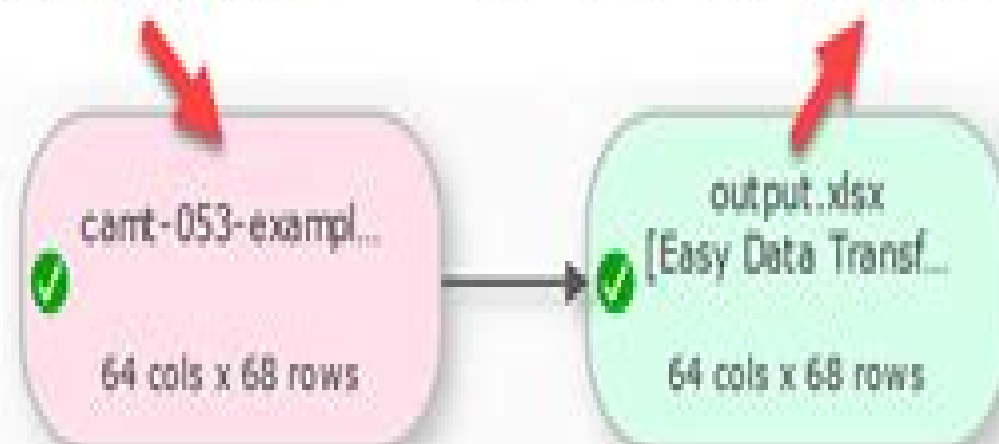 camt-053-exampl...
64 cols x 68 rows
output.xlsx
[Easy Data Transf...
64 cols x 68 rows